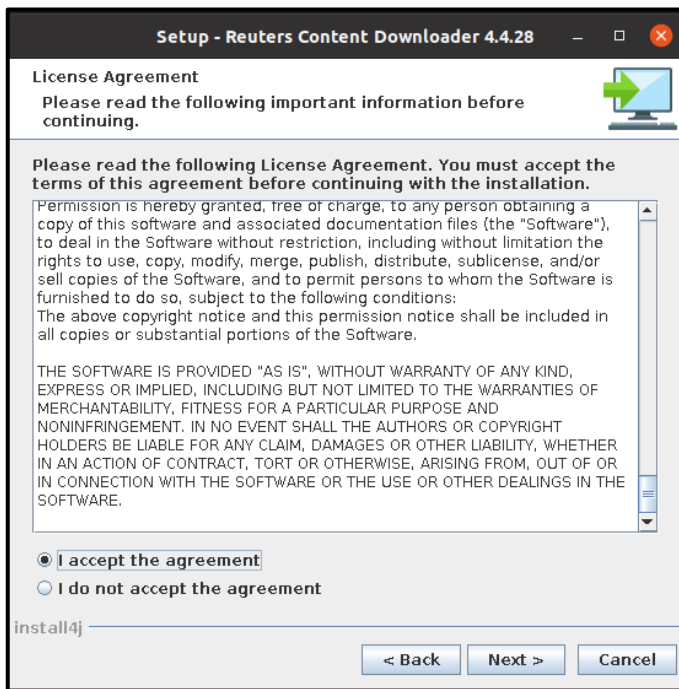 Setup - Reuters Content Downloader 4.4.28
License Agreement
Please read the following important information before
continuing.
Please read the following License Agreement. You must accept the
terms of this agreement before continuing with the installation.
Permission is hereby granted, free of charge, to any person obtaining a
copy of this software and associated documentation files (the "Software"),
to deal in the Software without restriction, including without limitation the
rights to use, copy, modify, merge, publish, distribute, sublicense, and/or
sell copies of the Software, and to permit persons to whom the Software is
furnished to do so, subject to the following conditions:
The above copyright notice and this permission notice shall be included in
all copies or substantial portions of the Software.
THE SOFTWARE IS PROVIDED "AS IS", WITHOUT WARRANTY OF ANY KIND,
EXPRESS OR IMPLIED, INCLUDING BUT NOT LIMITED TO THE WARRANTIES OF
MERCHANTABILITY, FITNESS FOR A PARTICULAR PURPOSE AND
NONINFRINGEMENT. IN NO EVENT SHALL THE AUTHORS OR COPYRIGHT
HOLDERS BE LIABLE FOR ANY CLAIM, DAMAGES OR OTHER LIABILITY, WHETHER
IN AN ACTION OF CONTRACT, TORT OR OTHERWISE, ARISING FROM, OUT OF OR
IN CONNECTION WITH THE SOFTWARE OR THE USE OR OTHER DEALINGS IN THE
SOFTWARE.
I accept the agreement
I do not accept the agreement
install4j
< Back Next > Cancel